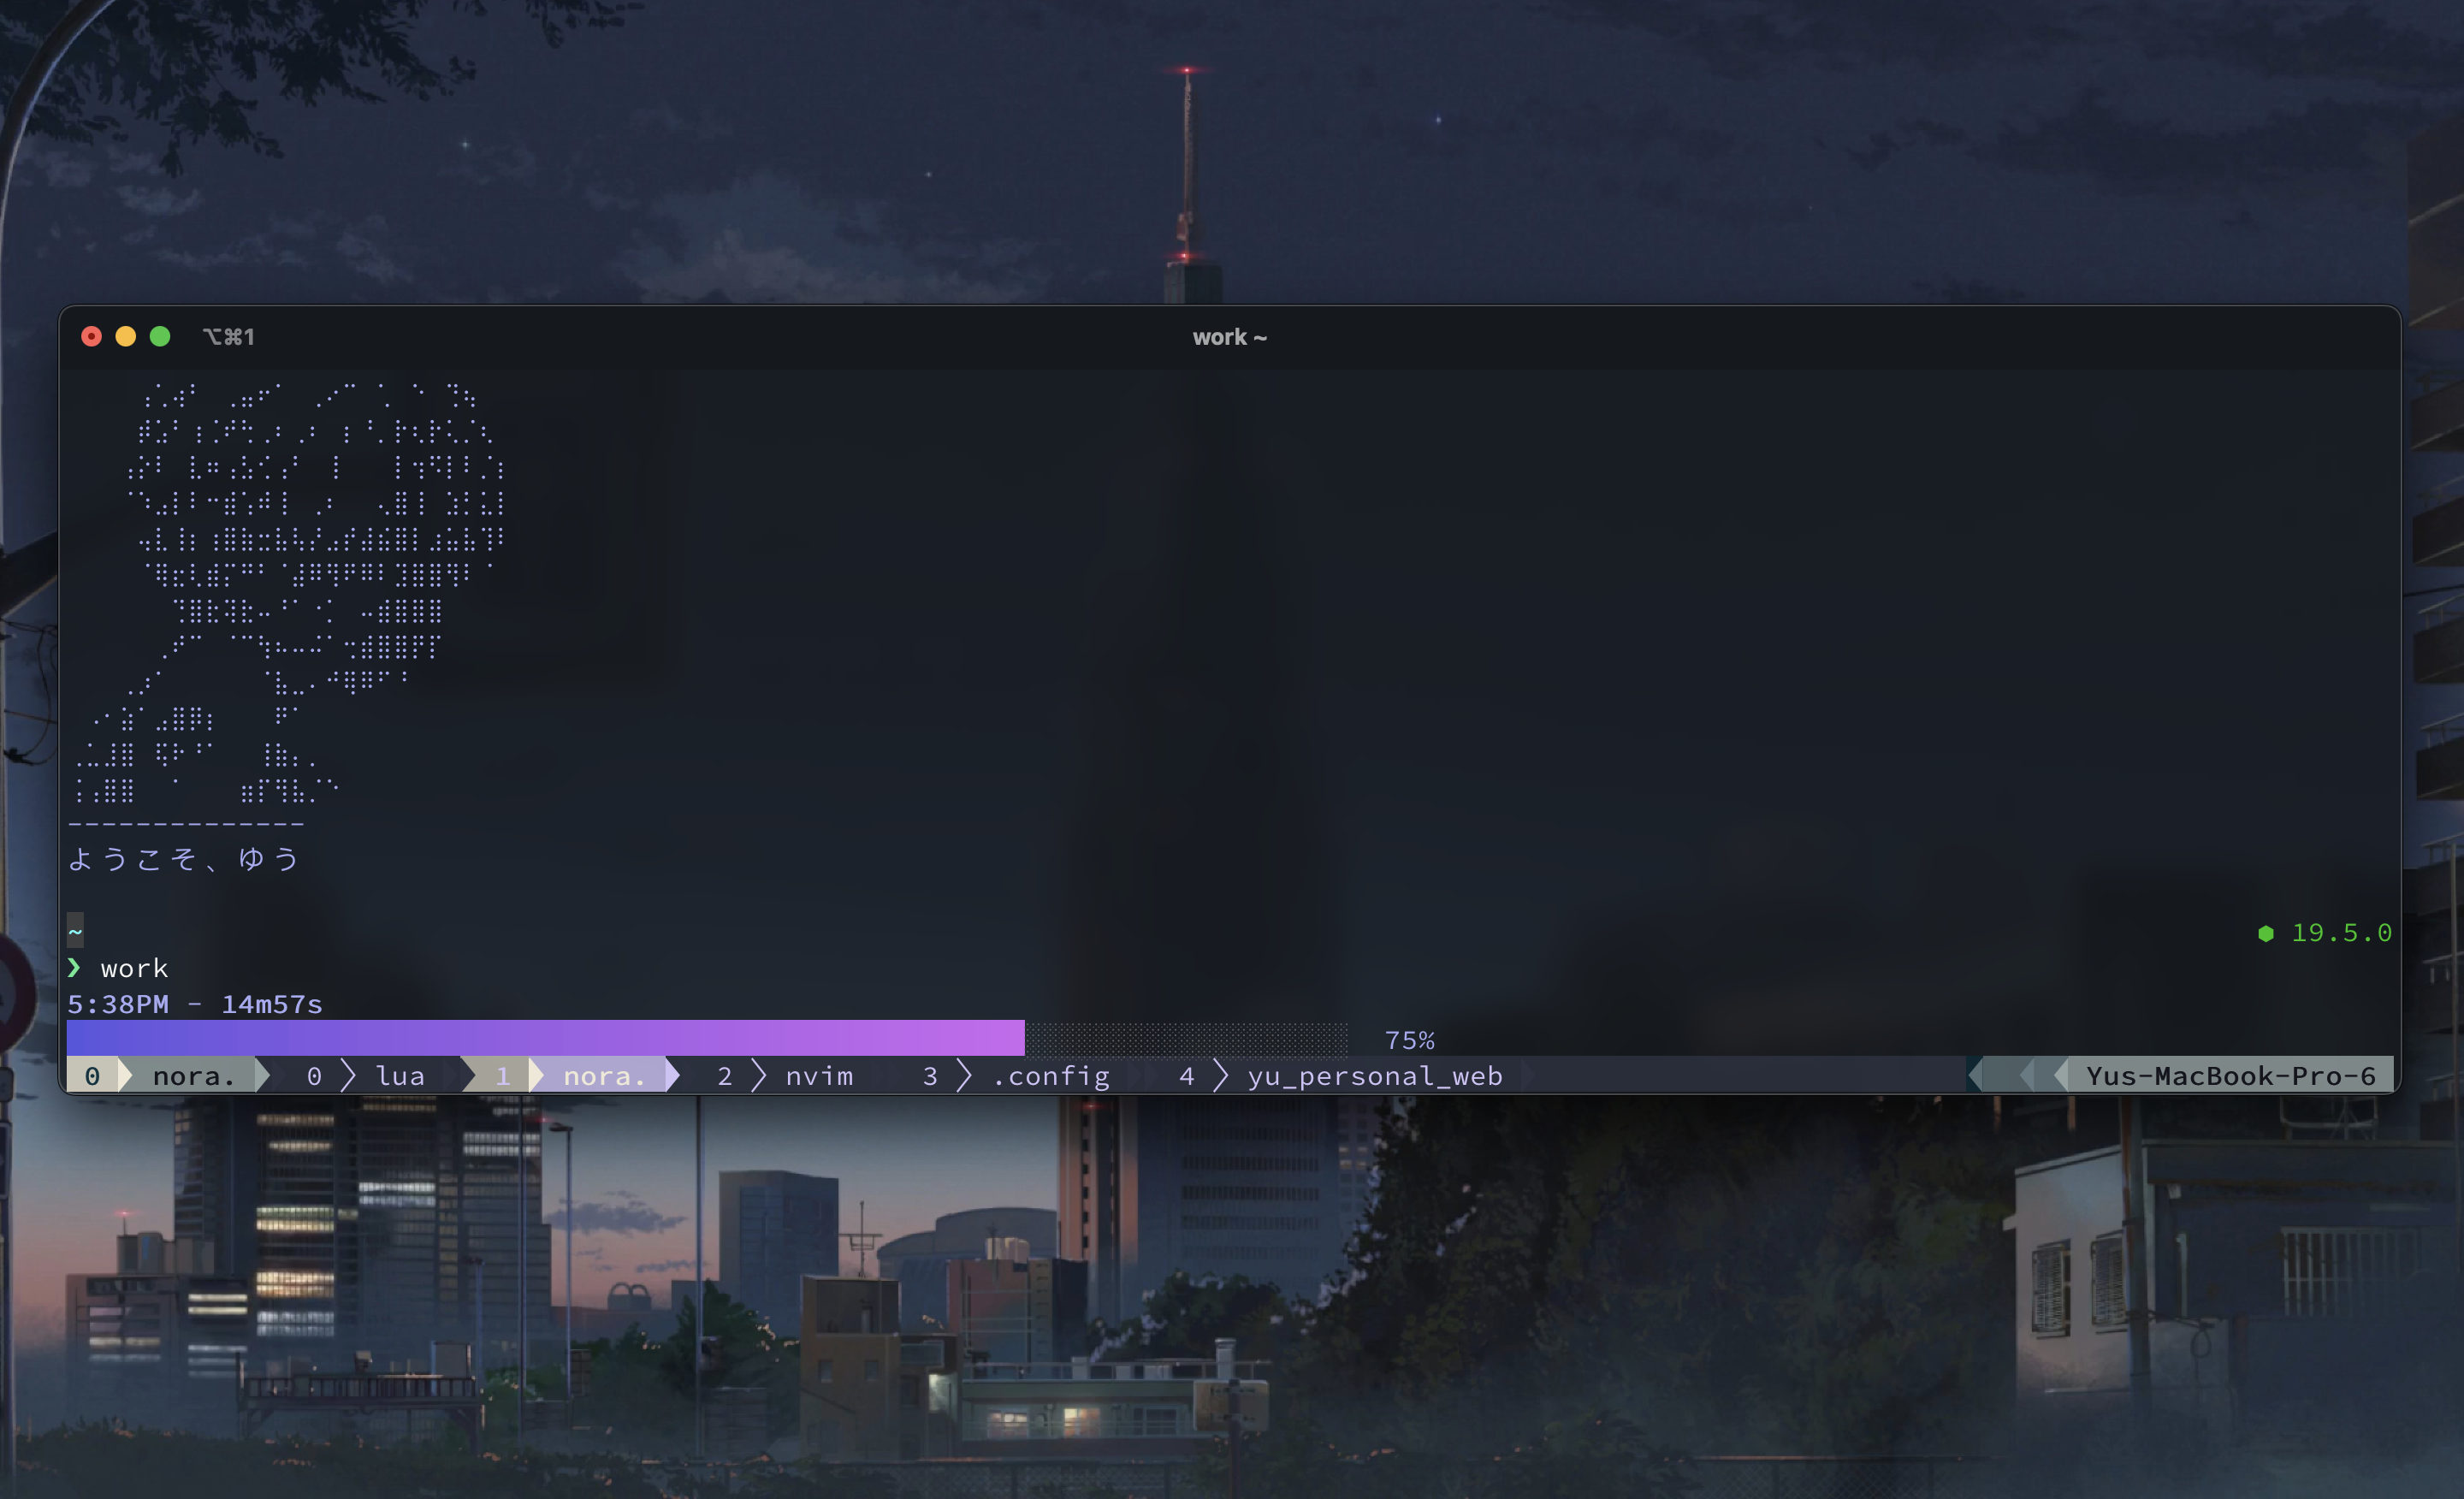 ⌥⌘1 work ~
--------------
ようこそ、ゆう
~ ⬢ 19.5.0
❯ work
5:38PM - 14m57s
75%
0 nora. 0 lua 1 nora. 2 nvim 3 .config 4 yu_personal_web Yus-MacBook-Pro-6